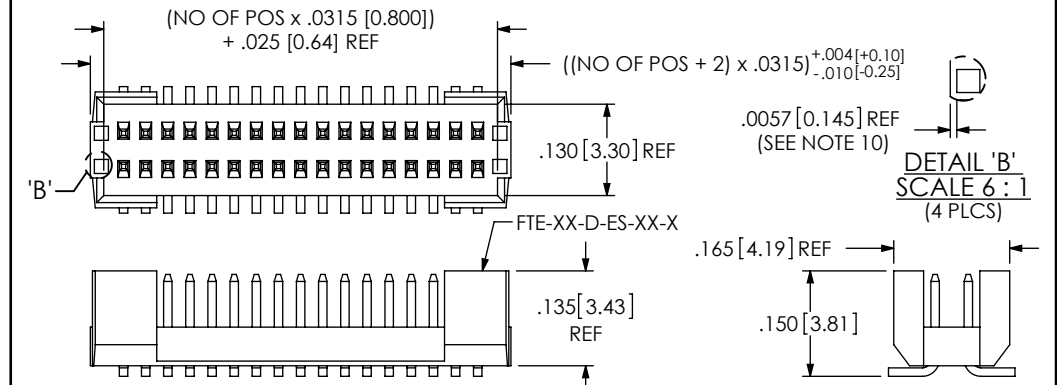 (NO OF POS x .0315 [0.800])
+ .025 [0.64] REF
((NO OF POS + 2) x .0315) +.004 [+0.10]
-.010 [-0.25]
.0057 [0.145] REF
(SEE NOTE 10)
DETAIL 'B'
SCALE 6 : 1
(4 PLCS)
.130 [3.30] REF
'B'
FTE-XX-D-ES-XX-X
.165 [4.19] REF
.135 [3.43]
REF
.150 [3.81]